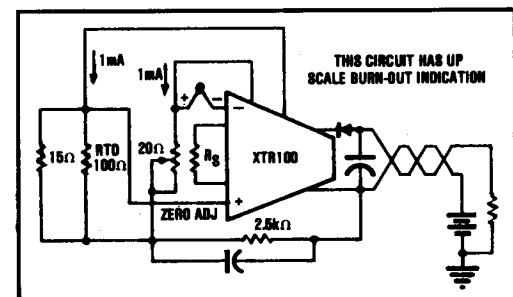 1mA
1mA
THIS CIRCUIT HAS UP
SCALE BURN-OUT INDICATION
+
-
-
15Ω
RTD
100Ω
20Ω
RS
XTR100
+
ZERO ADJ
2.5kΩ